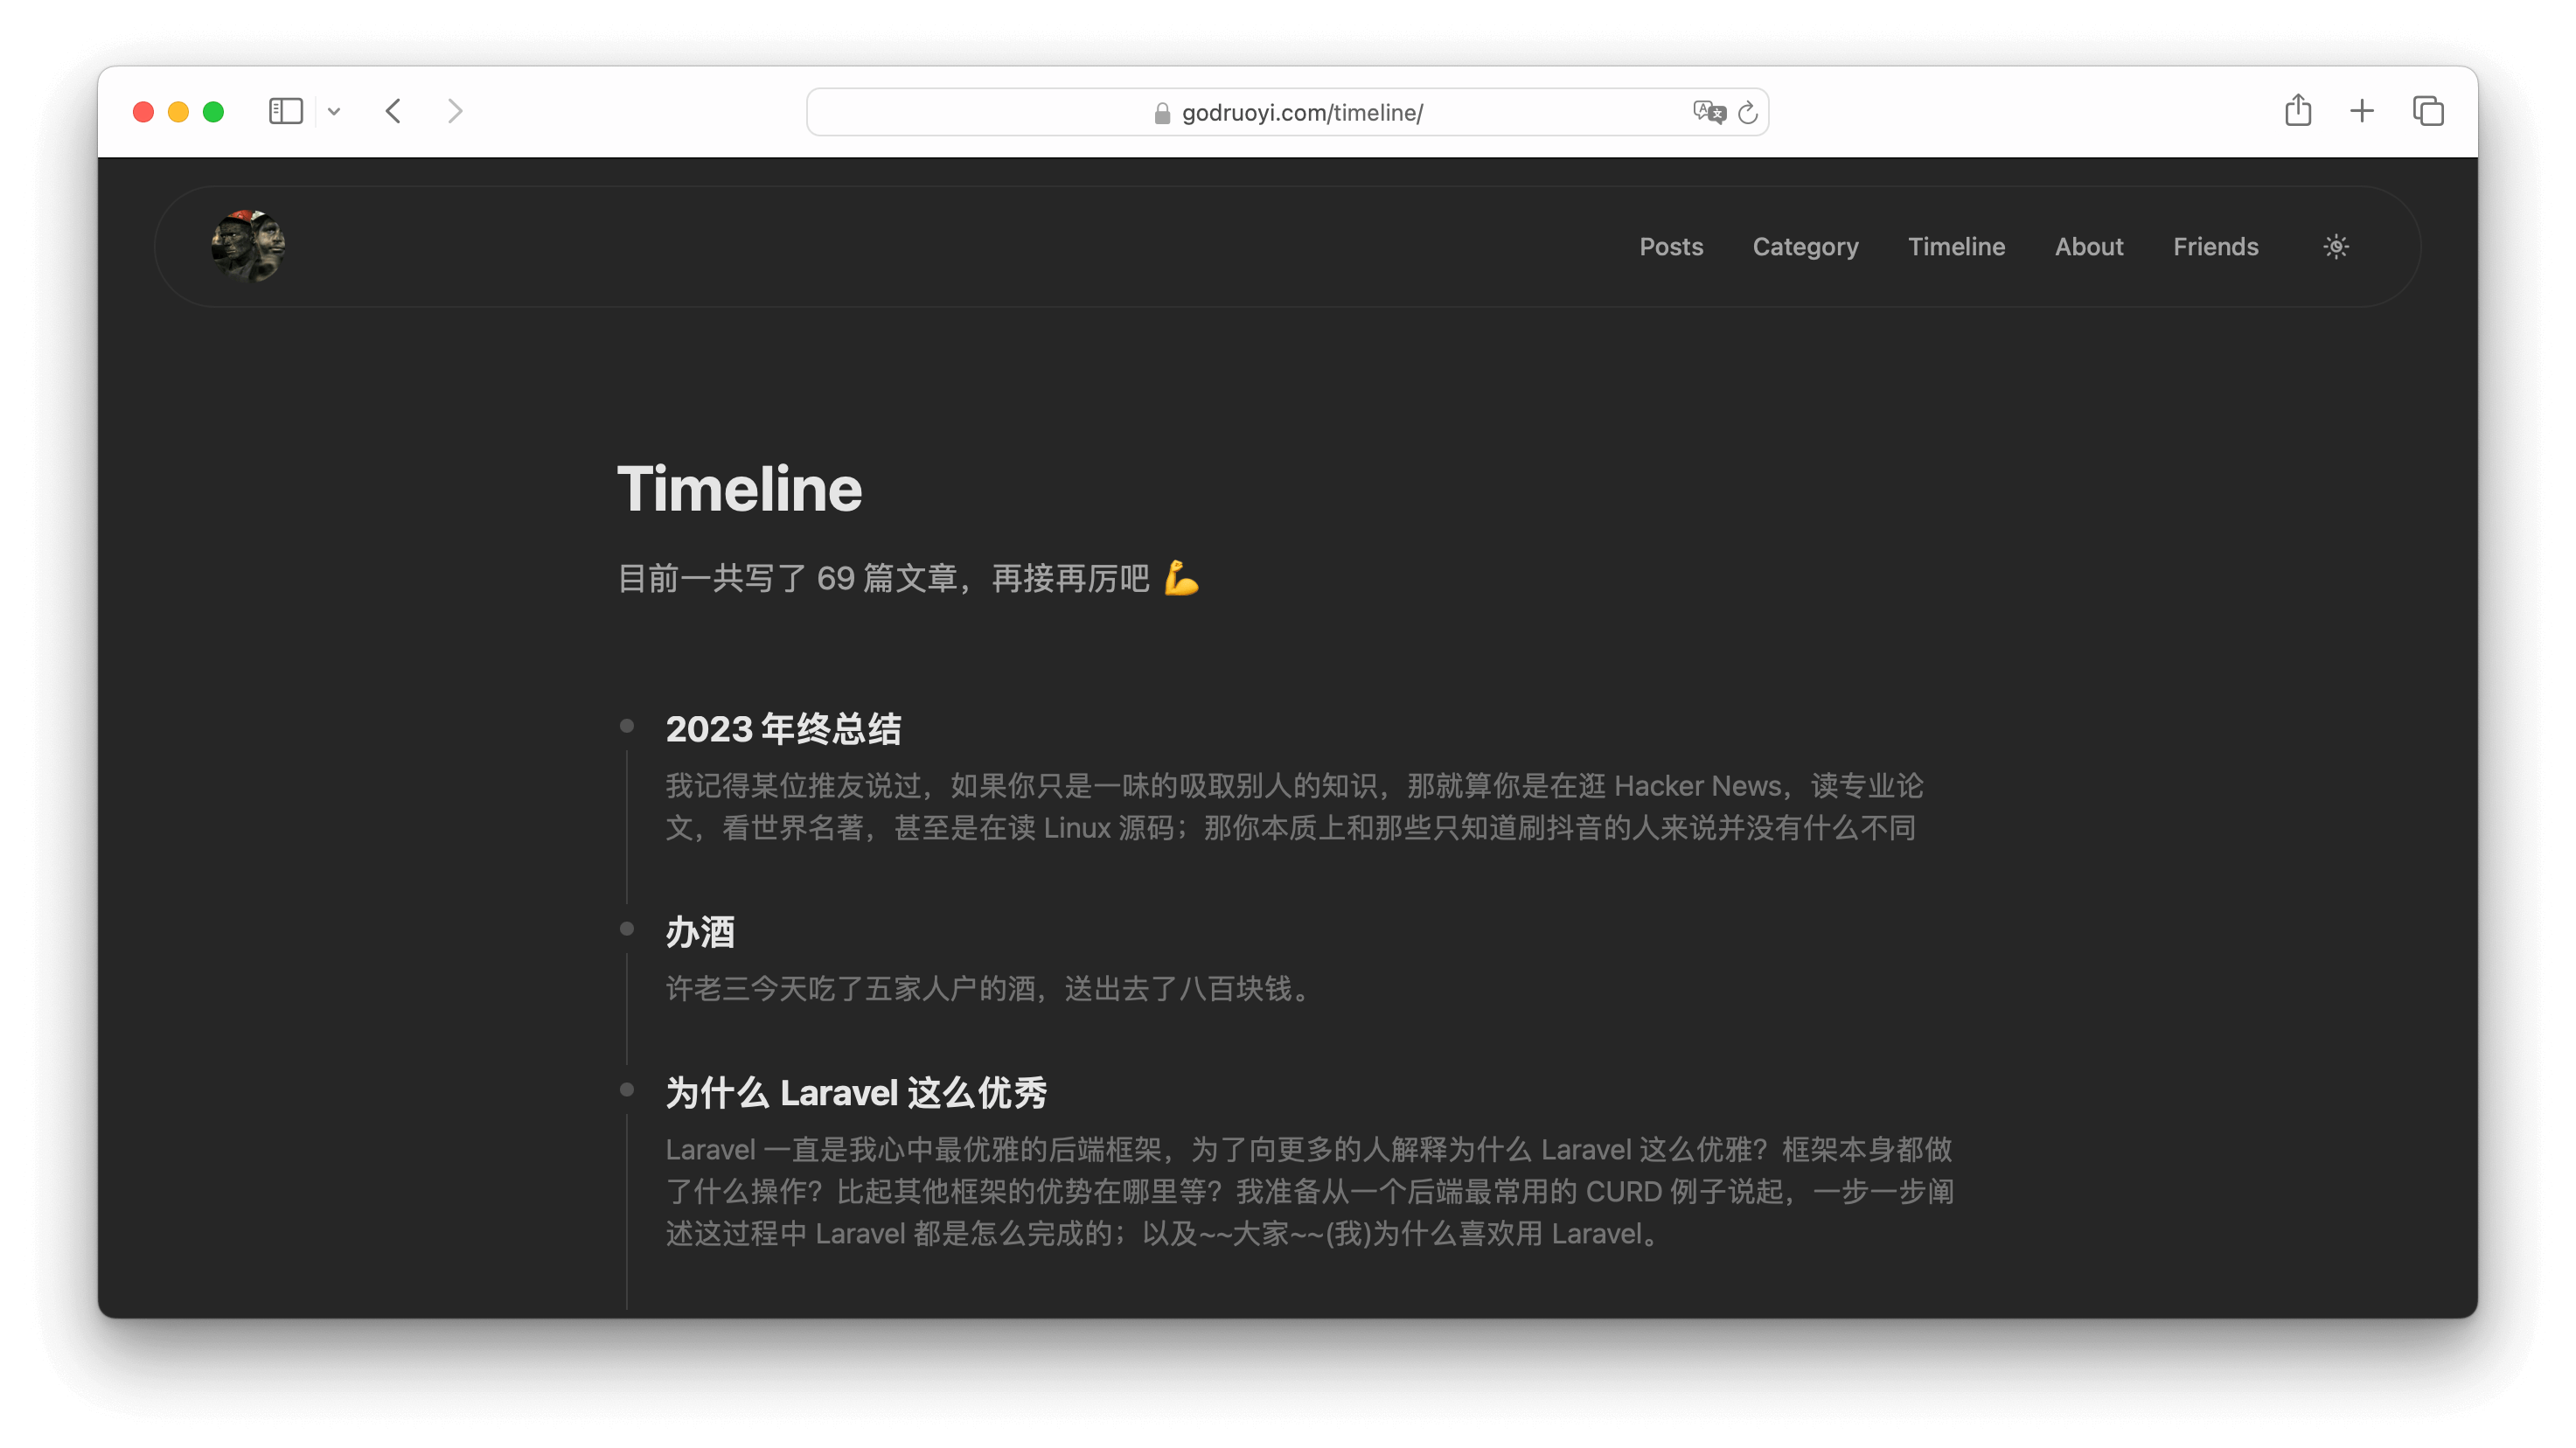 godruoyi.com/timeline/
Posts Category Timeline About Friends
Timeline
目前一共写了 69 篇文章，再接再厉吧 💪
2023 年终总结
我记得某位推友说过，如果你只是一味的吸取别人的知识，那就算你是在逛 Hacker News，读专业论
文，看世界名著，甚至是在读 Linux 源码；那你本质上和那些只知道刷抖音的人来说并没有什么不同
办酒
许老三今天吃了五家人户的酒，送出去了八百块钱。
为什么 Laravel 这么优秀
Laravel 一直是我心中最优雅的后端框架，为了向更多的人解释为什么 Laravel 这么优雅？框架本身都做
了什么操作？比起其他框架的优势在哪里等？我准备从一个后端最常用的 CURD 例子说起，一步一步阐
述这过程中 Laravel 都是怎么完成的；以及~~大家~~(我)为什么喜欢用 Laravel。